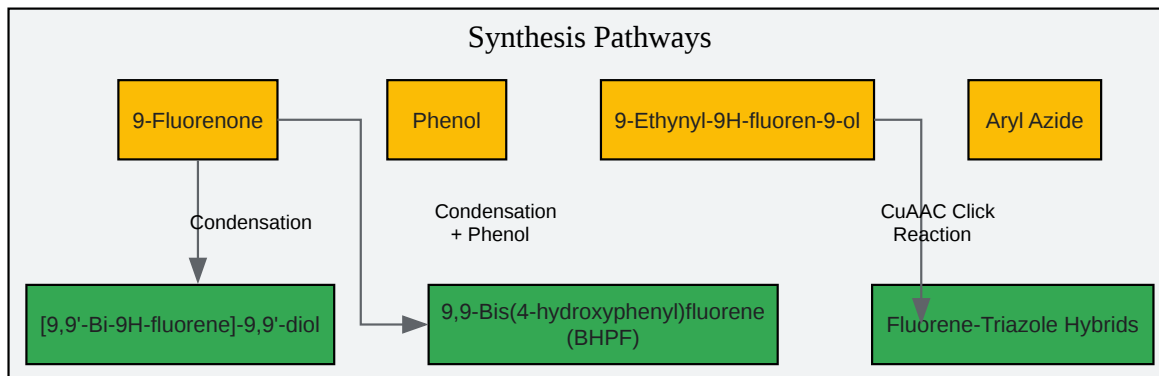 Synthesis Pathways
9-Fluorenone
Phenol
9-Ethynyl-9H-fluoren-9-ol
Aryl Azide
Condensation
Condensation
+ Phenol
CuAAC Click
Reaction
[9,9'-Bi-9H-fluorene]-9,9'-diol
9,9-Bis(4-hydroxyphenyl)fluorene
(BHPF)
Fluorene-Triazole Hybrids